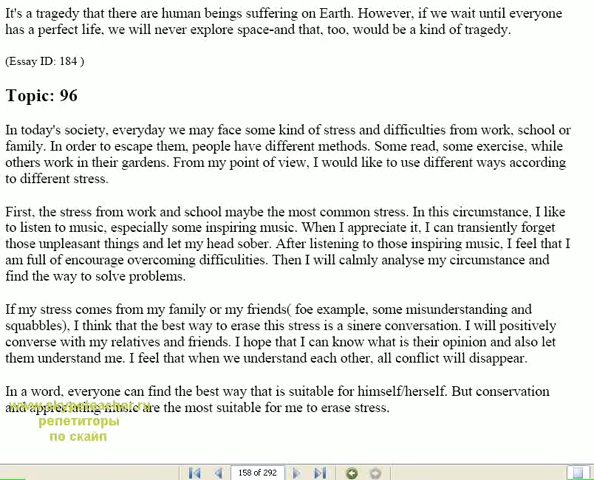 It's a tragedy that there are human beings suffering on Earth. However, if we wait until everyone
has a perfect life, we will never explore space-and that, too, would be a kind of tragedy.
(Essay ID: 184 )
Topic: 96
In today's society, everyday we may face some kind of stress and difficulties from work, school or
family. In order to escape them, people have different methods. Some read, some exercise, while
others work in their gardens. From my point of view, I would like to use different ways according
to different stress.
First, the stress from work and school maybe the most common stress. In this circumstance, I like
to listen to music, especially some inspiring music. When I appreciate it, I can transiently forget
those unpleasant things and let my head sober. After listening to those inspiring music, I feel that I
am full of encourage overcoming difficulities. Then I will calmly analyse my circumstance and
find the way to solve problems.
If my stress comes from my family or my friends( foe example, some misunderstanding and
squabbles), I think that the best way to erase this stress is a sinere conversation. I will positively
converse with my relatives and friends. I hope that I can know what is their opinion and also let
them understand me. I feel that when we understand each other, all conflict will disappear.
In a word, everyone can find the best way that is suitable for himself/herself. But conservation
and appreciating music are the most suitable for me to erase stress.
репетиторы
по скайп
158 of 292